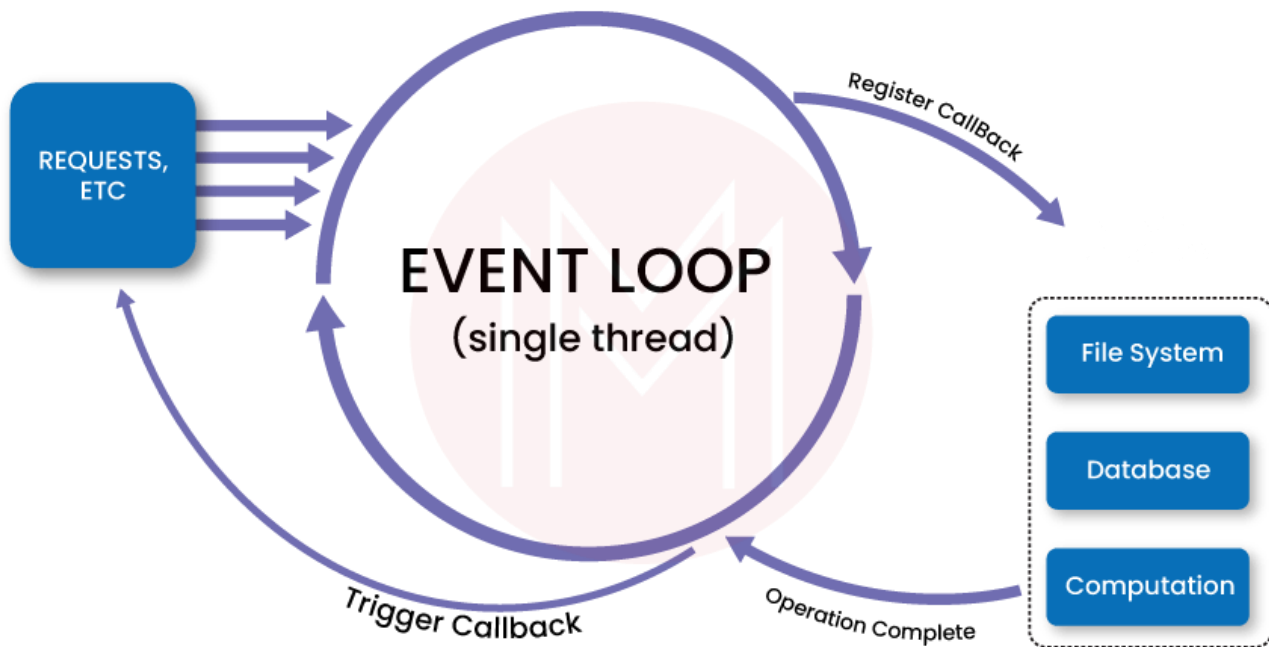 Register CallBack
REQUESTS,
ETC
EVENT LOOP
(single thread)
File System
Database
Computation
Trigger Callback
Operation Complete